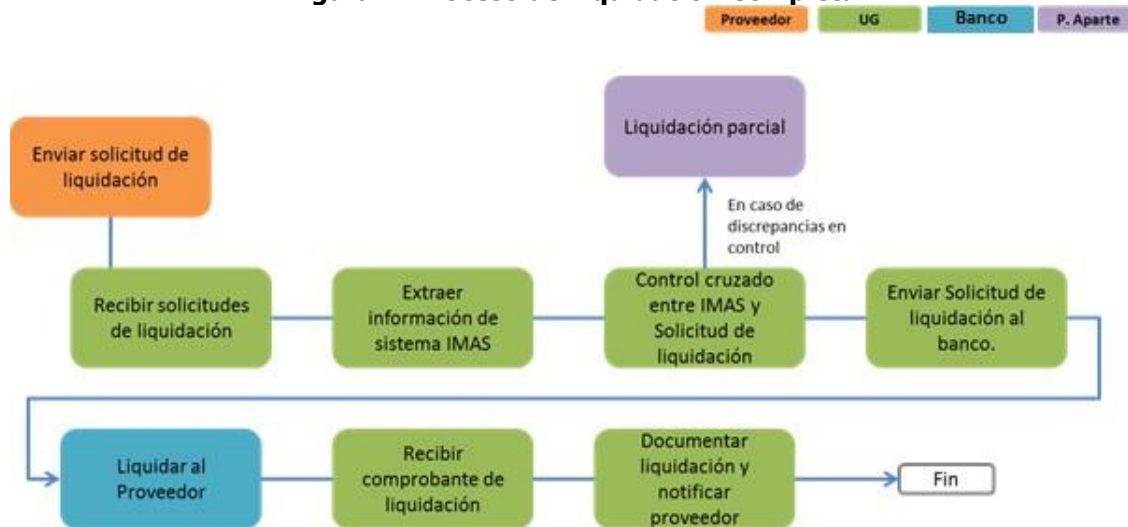 Proveedor UG Banco P. Aparte
Liquidación parcial
Enviar solicitud de
liquidación
En caso de
discrepancias en
control
Recibir solicitudes
de liquidación
Extraer
información de
sistema IMAS
Control cruzado
entre IMAS y
Solicitud de
liquidación
Enviar Solicitud de
liquidación al
banco.
Liquidar al
Proveedor
Recibir
comprobante de
liquidación
Documentar
liquidación y
notificar
proveedor
Fin